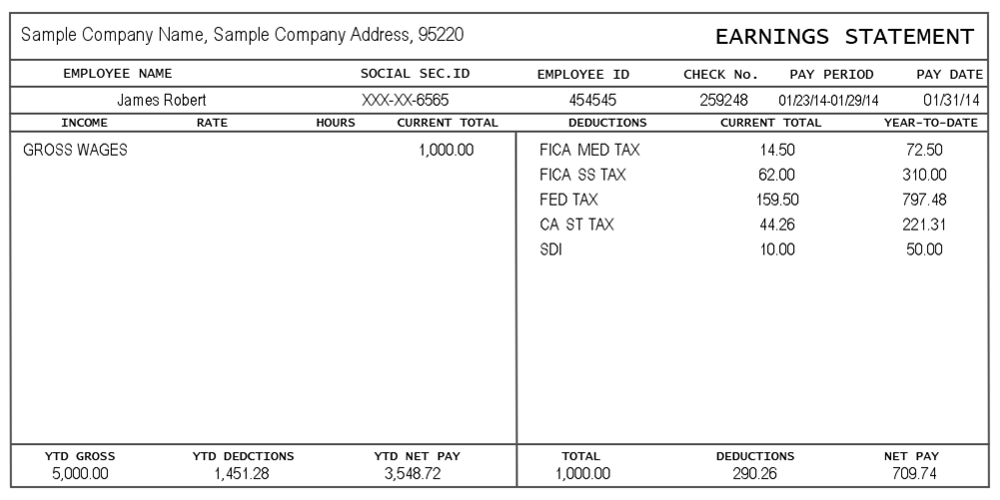 Sample Company Name, Sample Company Address, 95220 EARNINGS STATEMENT
EMPLOYEE NAME SOCIAL SEC.ID EMPLOYEE ID CHECK No. PAY PERIOD PAY DATE
James Robert XXX-XX-6565 454545 259248 01/23/14-01/29/14 01/31/14
INCOME RATE HOURS CURRENT TOTAL DEDUCTIONS CURRENT TOTAL YEAR-TO-DATE
GROSS WAGES 1,000.00 FICA MED TAX 14.50 72.50
FICA SS TAX 62.00 310.00
FED TAX 159.50 797.48
CA ST TAX 44.26 221.31
SDI 10.00 50.00
YTD GROSS YTD DEDCTIONS YTD NET PAY TOTAL DEDUCTIONS NET PAY
5,000.00 1,451.28 3,548.72 1,000.00 290.26 709.74